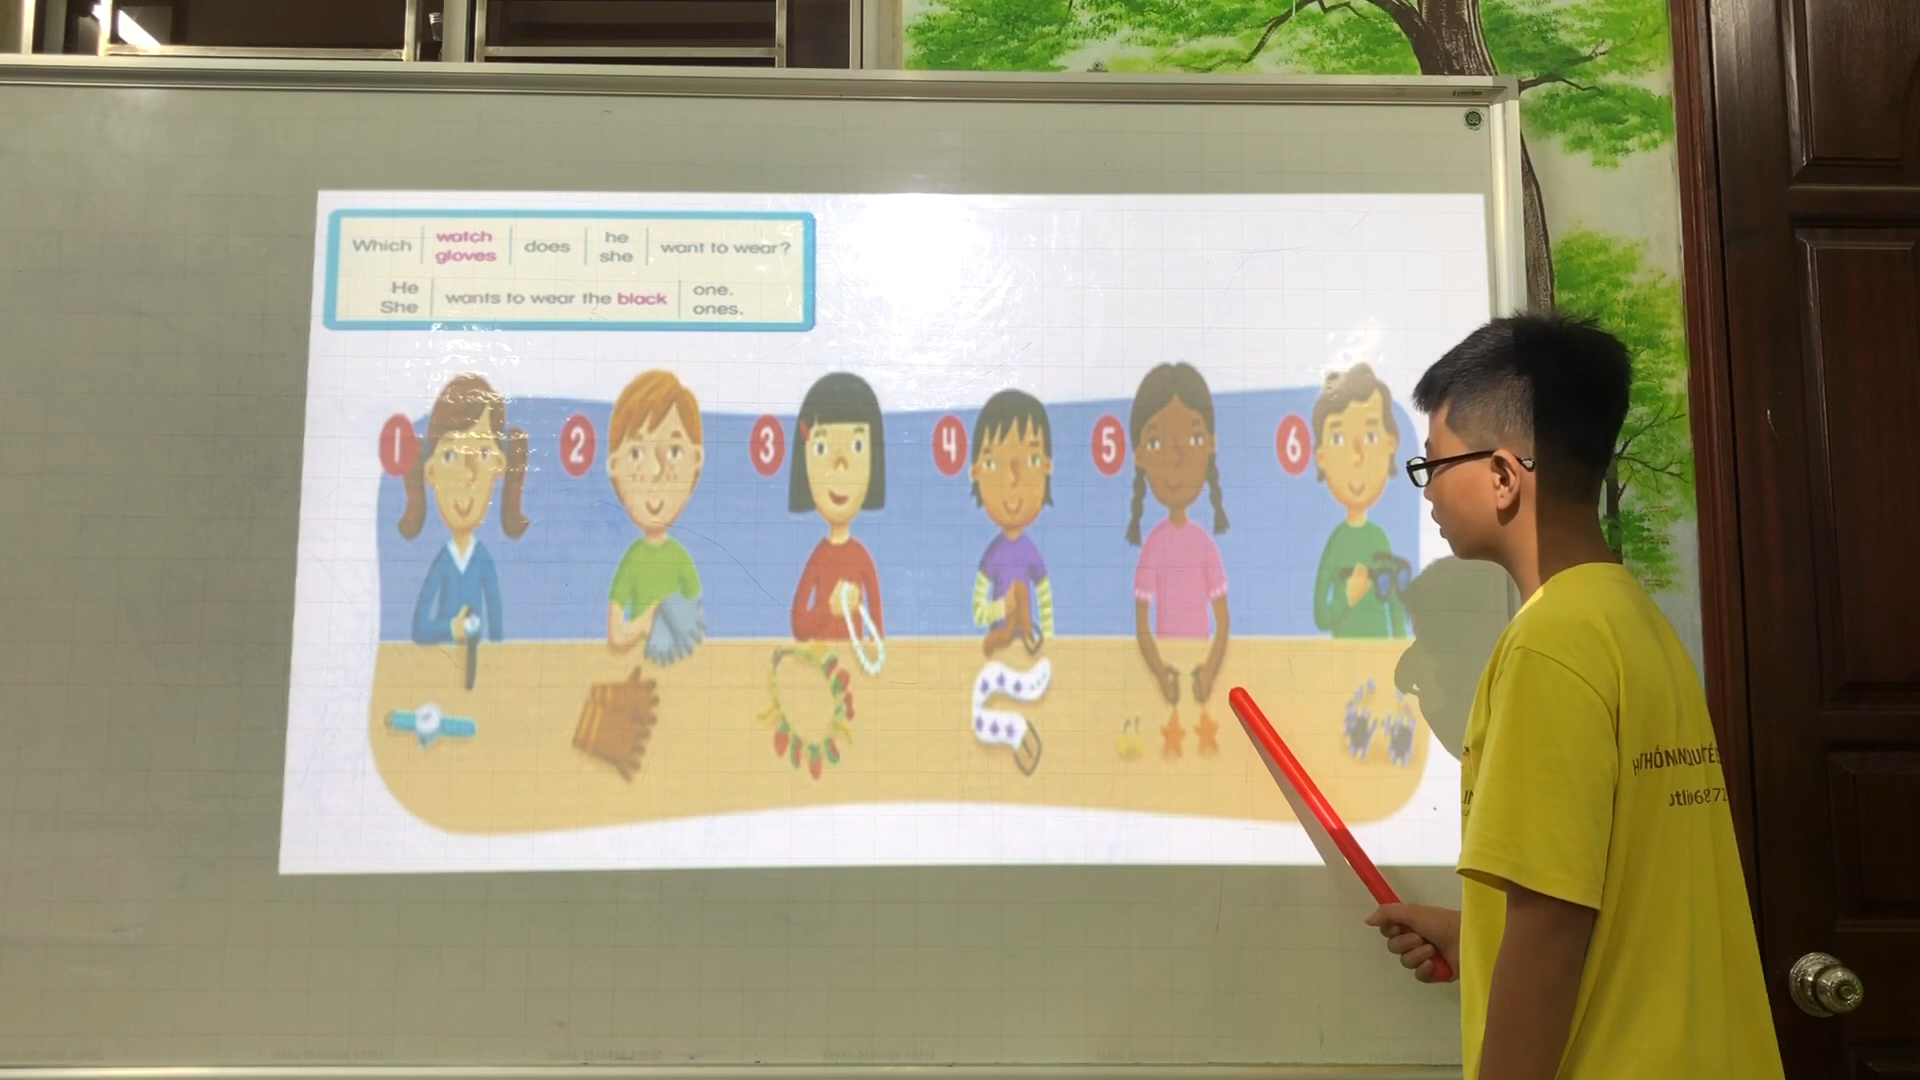 Which watch does he want to wear?
gloves she
He wants to wear the black one.
She ones.
1 2 3 4 5 6